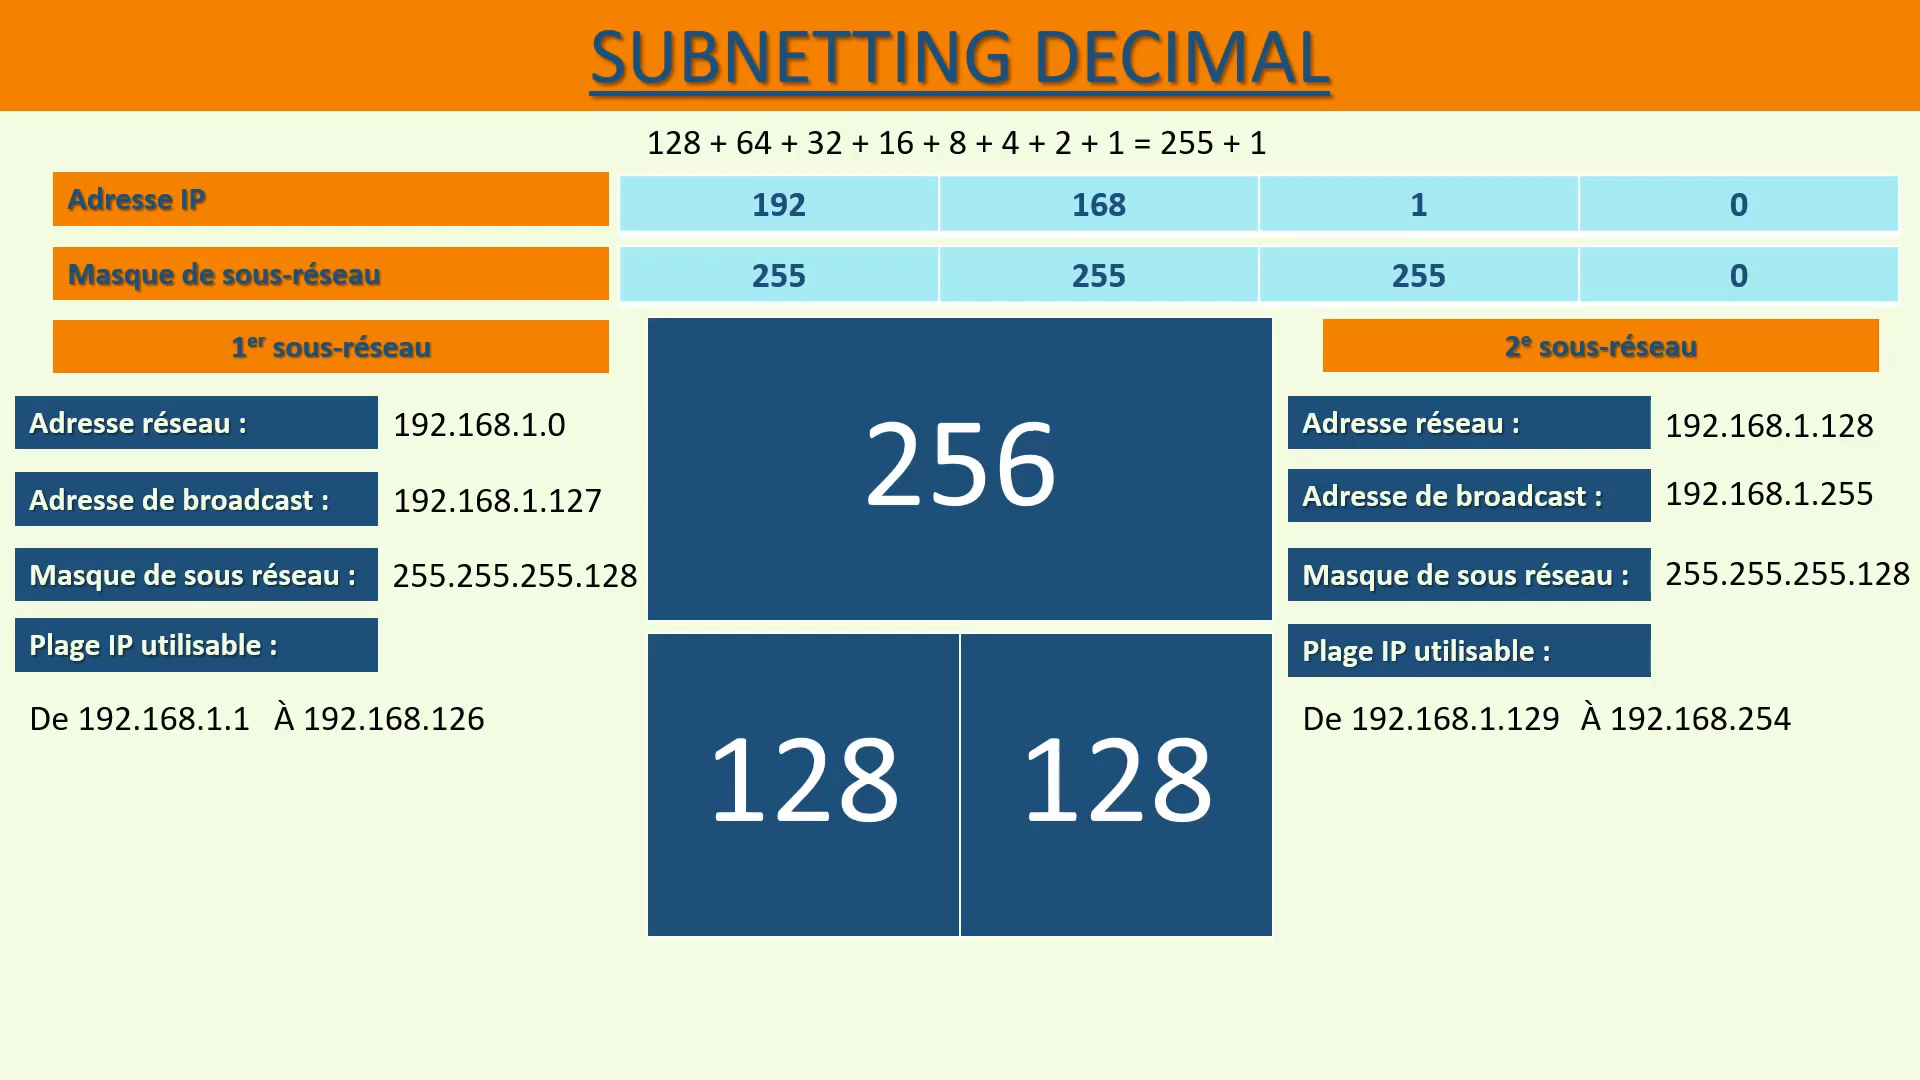 SUBNETTING DECIMAL
128 + 64 + 32 + 16 + 8 + 4 + 2 + 1 = 255 + 1
Adresse IP 192 168 1 0
Masque de sous-réseau 255 255 255 0
1er sous-réseau
Adresse réseau : 192.168.1.0
Adresse de broadcast : 192.168.1.127
Masque de sous réseau : 255.255.255.128
Plage IP utilisable :
De 192.168.1.1 À 192.168.126
256
128 128
2e sous-réseau
Adresse réseau : 192.168.1.128
Adresse de broadcast : 192.168.1.255
Masque de sous réseau : 255.255.255.128
Plage IP utilisable :
De 192.168.1.129 À 192.168.254